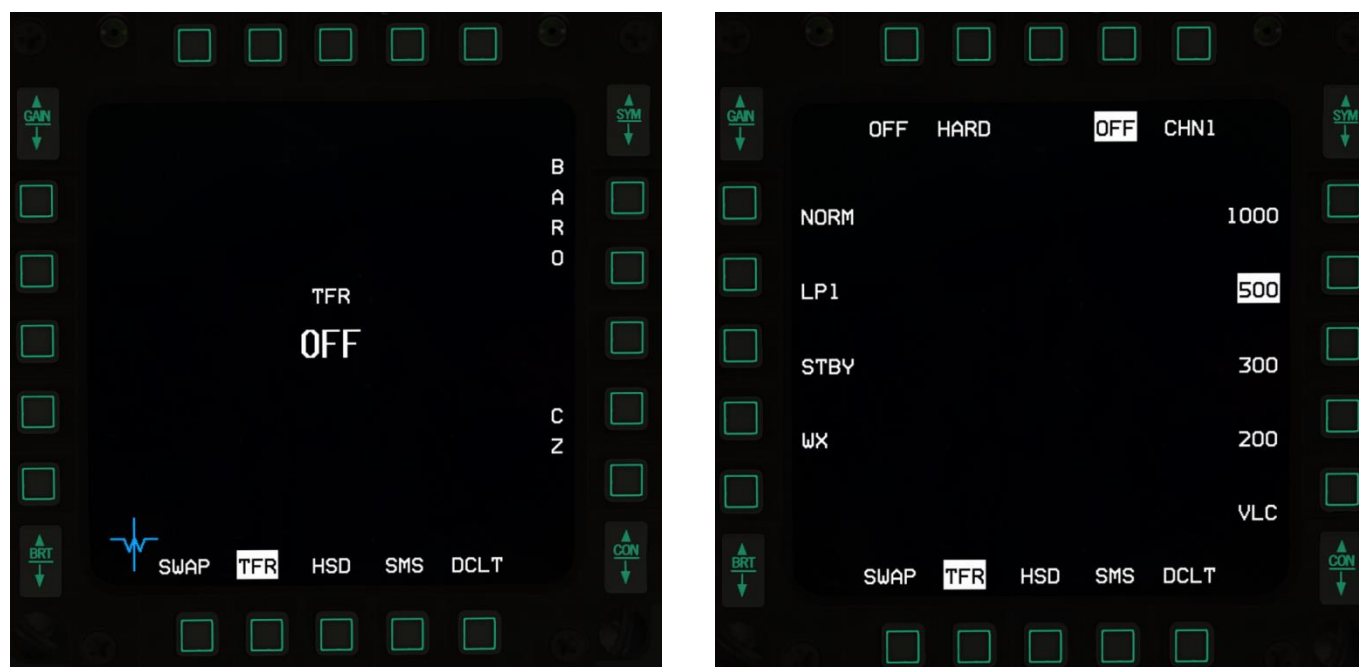 GAIN
SYM
B
A
R
O
TFR
OFF
C
Z
BRT
CON
SWAP TFR HSD SMS DCLT
GAIN
SYM
OFF HARD OFF CHN1
NORM 1000
LP1 500
STBY 300
WX 200
VLC
BRT
CON
SWAP TFR HSD SMS DCLT